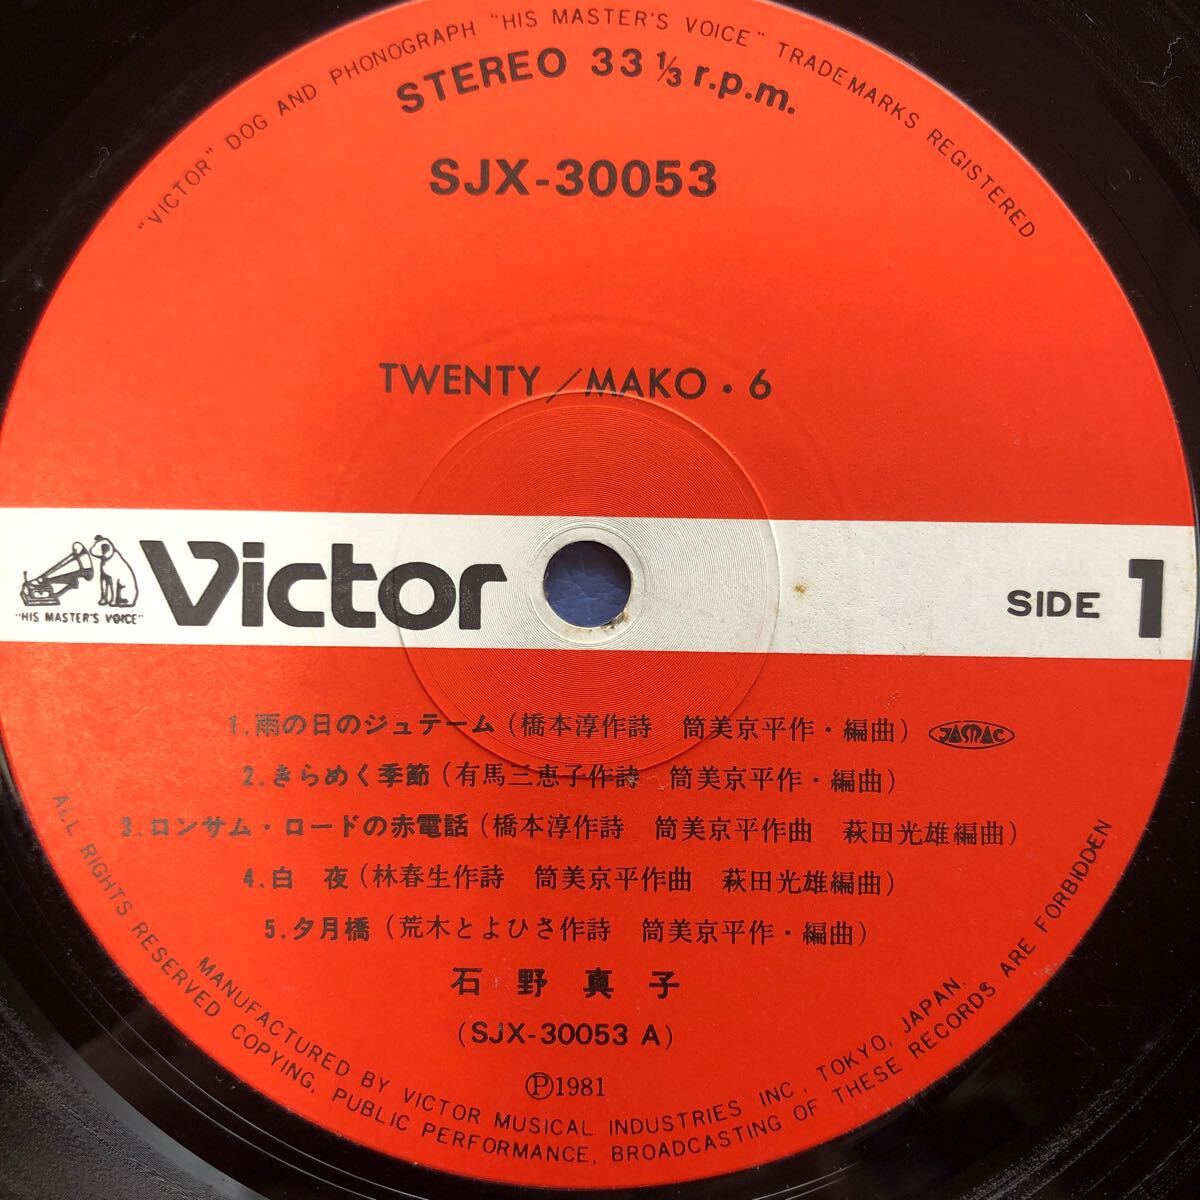 "VICTOR" DOG AND PHONOGRAPH "HIS MASTER'S VOICE" TRADEMARKS REGISTERED
STEREO 33 1/3 r.p.m.
SJX-30053
TWENTY/MAKO・6
"HIS MASTER'S VOICE"
Victor
SIDE 1
1.雨の日のジュテーム(橋本淳作詩 筒美京平作・編曲) JASRAC
2.きらめく季節(有馬三恵子作詩 筒美京平作・編曲)
3.ロンサム・ロードの赤電話(橋本淳作詩 筒美京平作曲 萩田光雄編曲)
4.白 夜(林春生作詩 筒美京平作曲 萩田光雄編曲)
5.夕月橋(荒木とよひさ作詩 筒美京平作・編曲)
石野真子
(SJX-30053 A)
Ⓟ1981
MANUFACTURED BY VICTOR MUSICAL INDUSTRIES INC., TOKYO, JAPAN.
ALL RIGHTS RESERVED COPYING, PUBLIC PERFORMANCE, BROADCASTING OF THESE RECORDS ARE FORBIDDEN